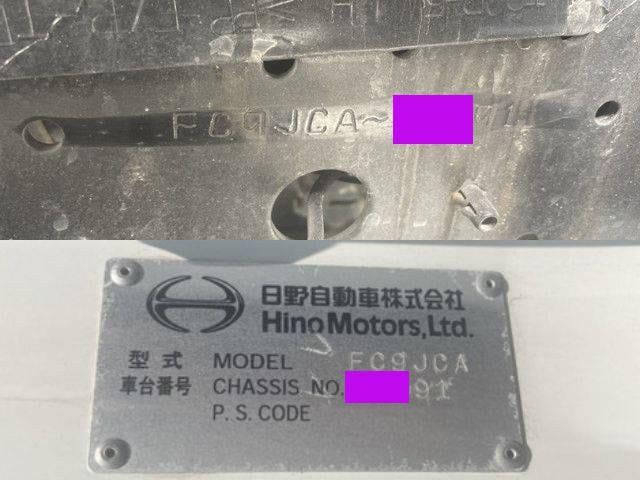 FC9JCA~
日野自動車株式会社
Hino Motors, Ltd.
型式 MODEL FC9JCA
車台番号 CHASSIS NO. 91
P.S. CODE